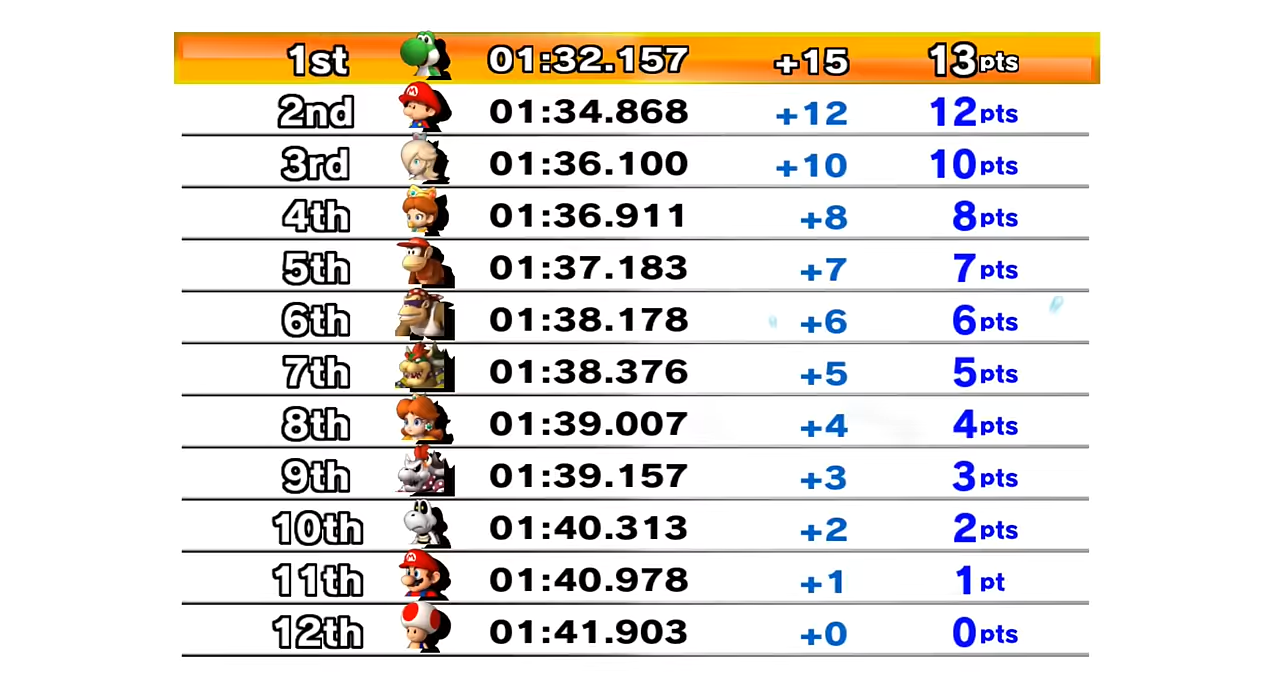 1st 01:32.157 +15 13pts
2nd 01:34.868 +12 12pts
3rd 01:36.100 +10 10pts
4th 01:36.911 +8 8pts
5th 01:37.183 +7 7pts
6th 01:38.178 +6 6pts
7th 01:38.376 +5 5pts
8th 01:39.007 +4 4pts
9th 01:39.157 +3 3pts
10th 01:40.313 +2 2pts
11th 01:40.978 +1 1pt
12th 01:41.903 +0 0pts